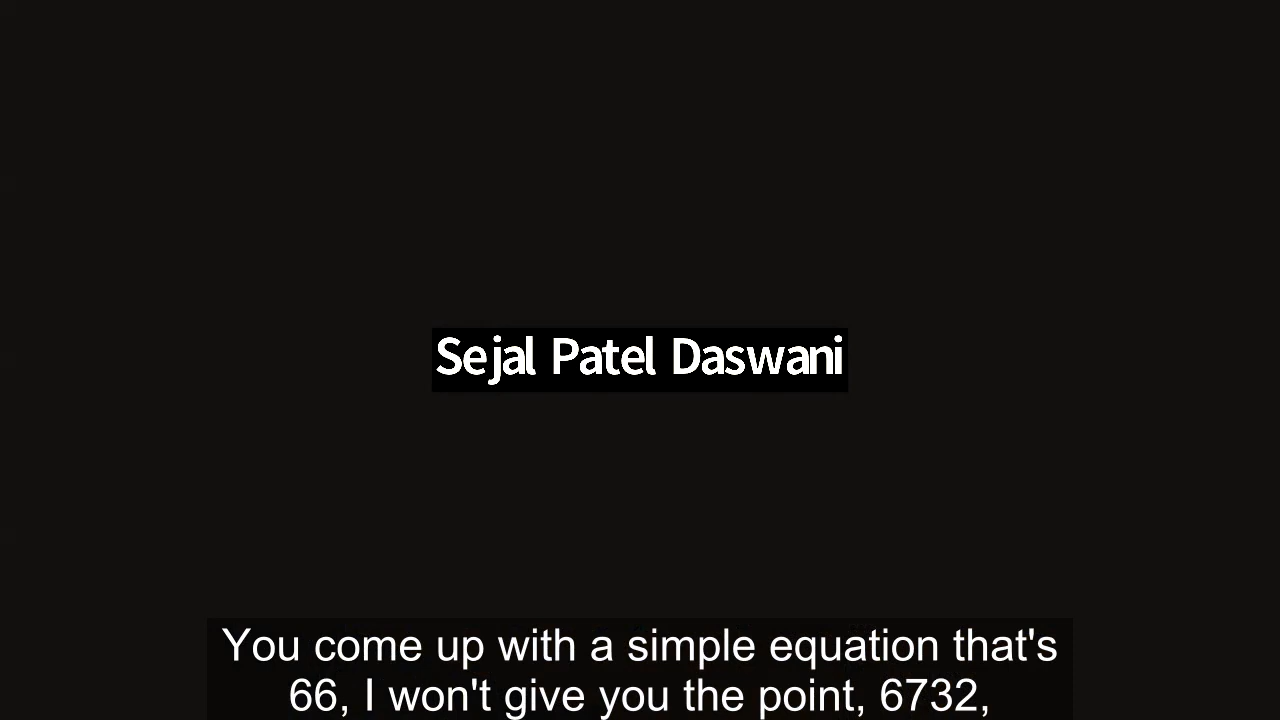 Sejal Patel Daswani
You come up with a simple equation that's
66, I won't give you the point, 6732,